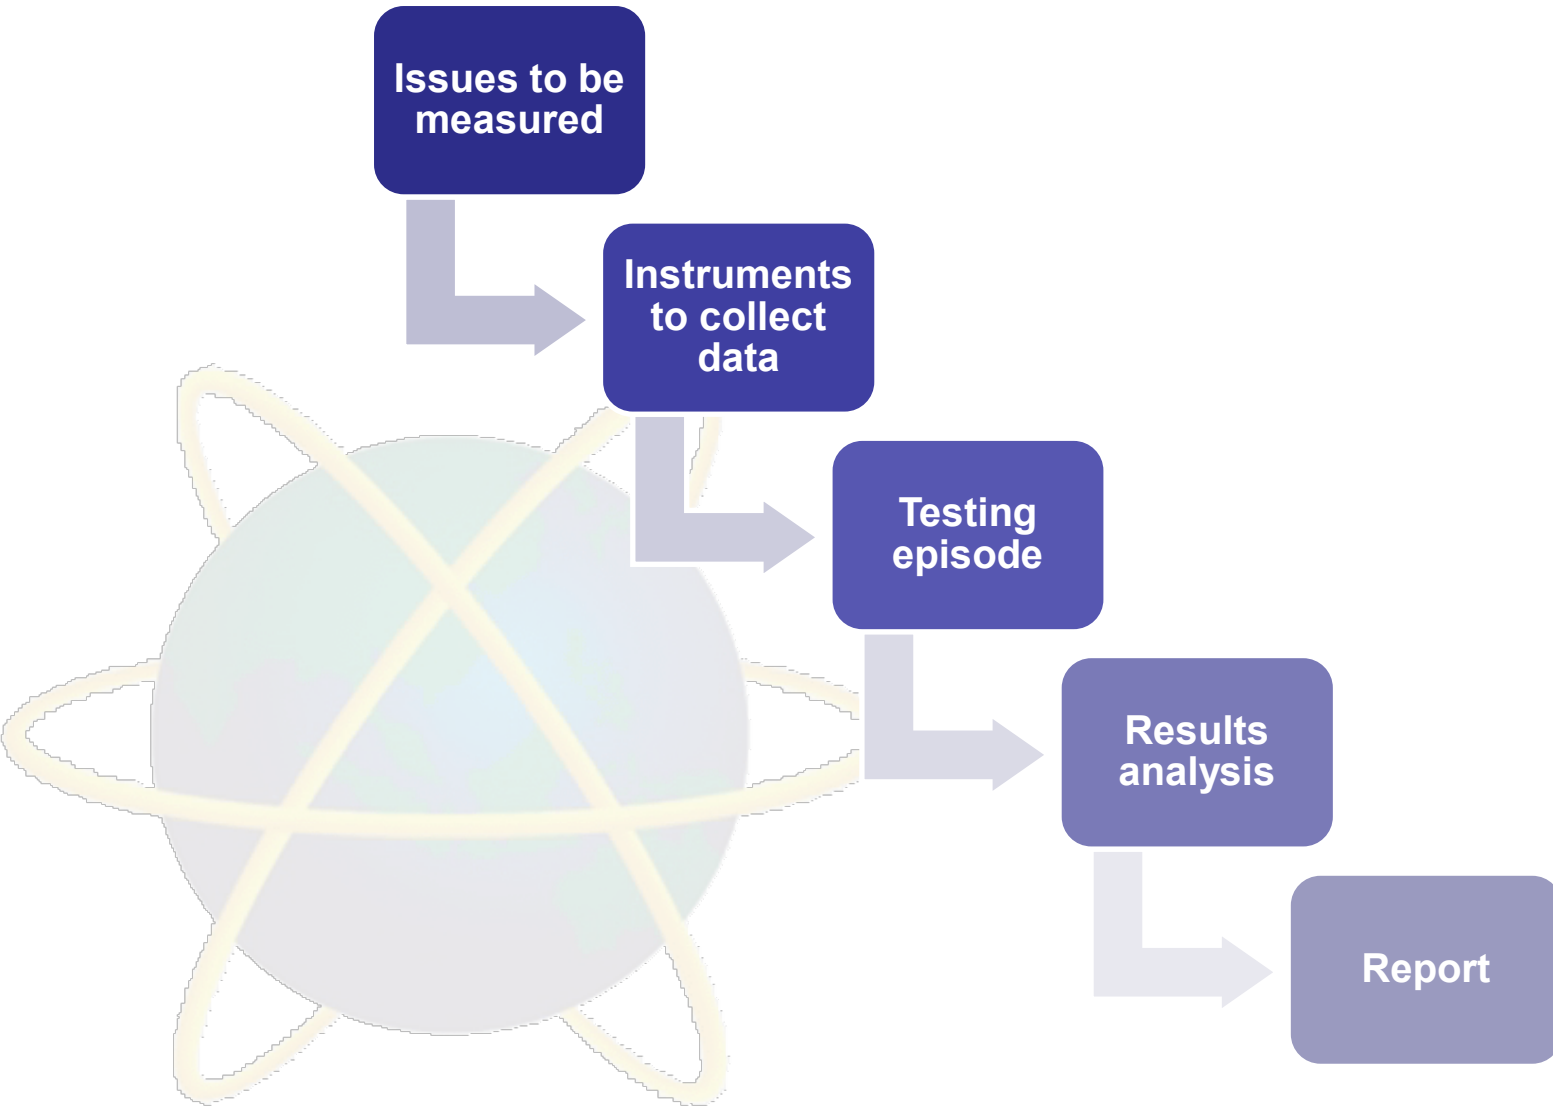 Issues to be
measured
Instruments
to collect
data
Testing
episode
Results
analysis
Report